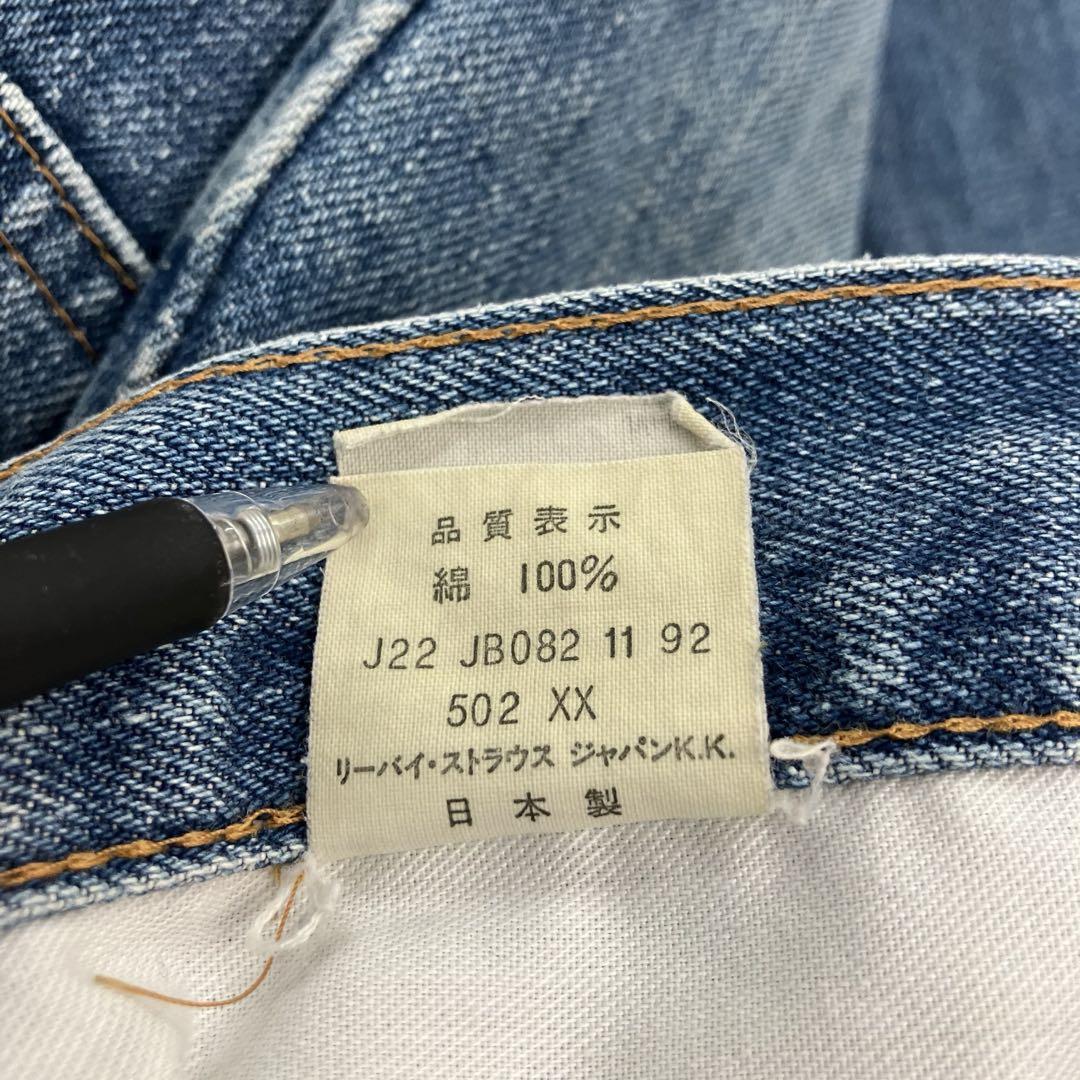 品質表示
綿 100%
J22 JB082 11 92
502 XX
リーバイ・ストラウス ジャパンK.K.
日本製